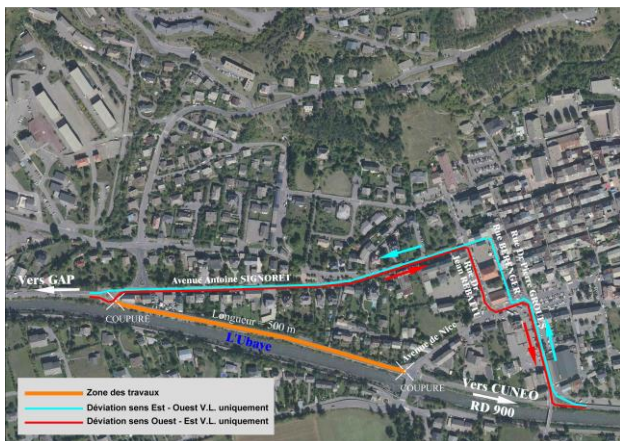 Vers GAP
Avenue Antoine SIGNORET
COUPURE
Longueur ~ 500 m
L'Ubaye
Avenue de Nice
COUPURE
Vers CUNEO
RD 900
Zone des travaux
Déviation sens Est - Ouest V.L. uniquement
Déviation sens Ouest - Est V.L. uniquement